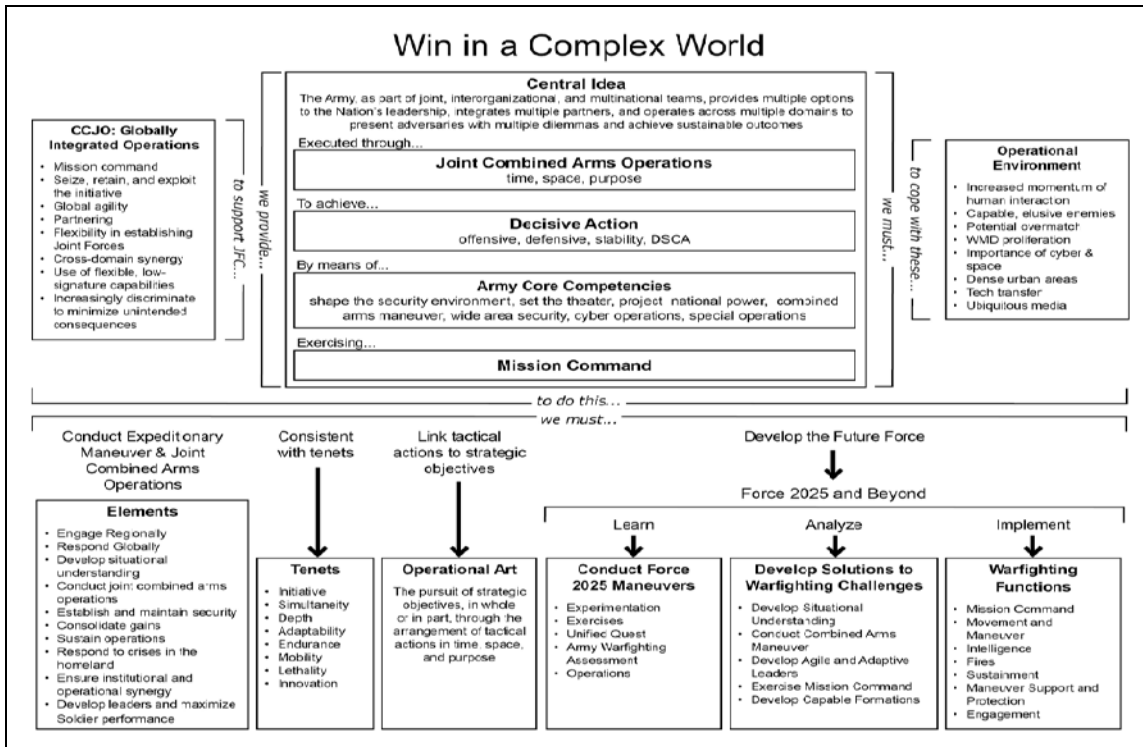 Win in a Complex World
Central Idea
The Army, as part of joint, interorganizational, and multinational teams, provides multiple options
to the Nation's leadership, integrates multiple partners, and operates across multiple domains to
present adversaries with multiple dilemmas and achieve sustainable outcomes
Executed through...
Joint Combined Arms Operations
time, space, purpose
To achieve...
Decisive Action
offensive, defensive, stability, DSCA
By means of...
Army Core Competencies
shape the security environment, set the theater, project national power, combined
arms maneuver, wide area security, cyber operations, special operations
Exercising...
Mission Command
CCJO: Globally
Integrated Operations
• Mission command
• Seize, retain, and exploit
the initiative
• Global agility
• Partnering
• Flexibility in establishing
Joint Forces
• Cross-domain synergy
• Use of flexible, low-
signature capabilities
• Increasingly discriminate
to minimize unintended
consequences
to support JFC...
we provide...
we must...
to cope with these...
Operational
Environment
• Increased momentum of
human interaction
• Capable, elusive enemies
• Potential overmatch
• WMD proliferation
• Importance of cyber &
space
• Dense urban areas
• Tech transfer
• Ubiquitous media
to do this...
we must...
Conduct Expeditionary
Maneuver & Joint
Combined Arms
Operations
Elements
• Engage Regionally
• Respond Globally
• Develop situational
understanding
• Conduct joint combined arms
operations
• Establish and maintain security
• Consolidate gains
• Sustain operations
• Respond to crises in the
homeland
• Ensure institutional and
operational synergy
• Develop leaders and maximize
Soldier performance
Consistent
with tenets
Tenets
• Initiative
• Simultaneity
• Depth
• Adaptability
• Endurance
• Mobility
• Lethality
• Innovation
Link tactical
actions to strategic
objectives
Operational Art
The pursuit of strategic
objectives, in whole
or in part, through the
arrangement of tactical
actions in time, space,
and purpose
Develop the Future Force
Force 2025 and Beyond
Learn
Conduct Force
2025 Maneuvers
• Experimentation
• Exercises
• Unified Quest
• Army Warfighting
Assessment
• Operations
Analyze
Develop Solutions to
Warfighting Challenges
• Develop Situational
Understanding
• Conduct Combined Arms
Maneuver
• Develop Agile and Adaptive
Leaders
• Exercise Mission Command
• Develop Capable Formations
Implement
Warfighting
Functions
• Mission Command
• Movement and
Maneuver
• Intelligence
• Fires
• Sustainment
• Maneuver Support and
Protection
• Engagement